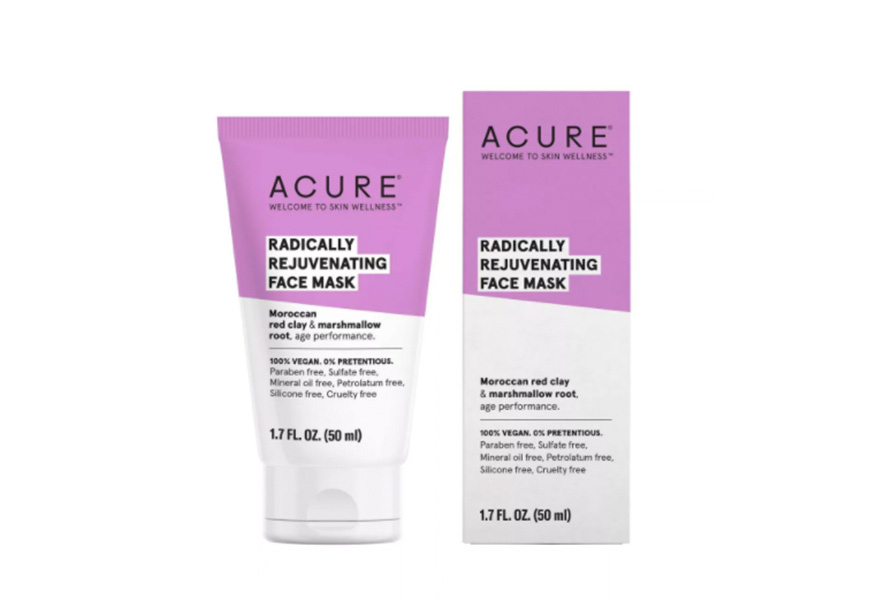 ACURE®
WELCOME TO SKIN WELLNESS™
RADICALLY
REJUVENATING
FACE MASK
Moroccan
red clay & marshmallow
root, age performance.
100% VEGAN. 0% PRETENTIOUS.
Paraben free, Sulfate free,
Mineral oil free, Petrolatum free,
Silicone free, Cruelty free
1.7 FL. OZ. (50 ml)
ACURE®
WELCOME TO SKIN WELLNESS™
RADICALLY
REJUVENATING
FACE MASK
Moroccan red clay
& marshmallow root,
age performance.
100% VEGAN. 0% PRETENTIOUS.
Paraben free, Sulfate free,
Mineral oil free, Petrolatum free,
Silicone free, Cruelty free
1.7 FL. OZ. (50 ml)